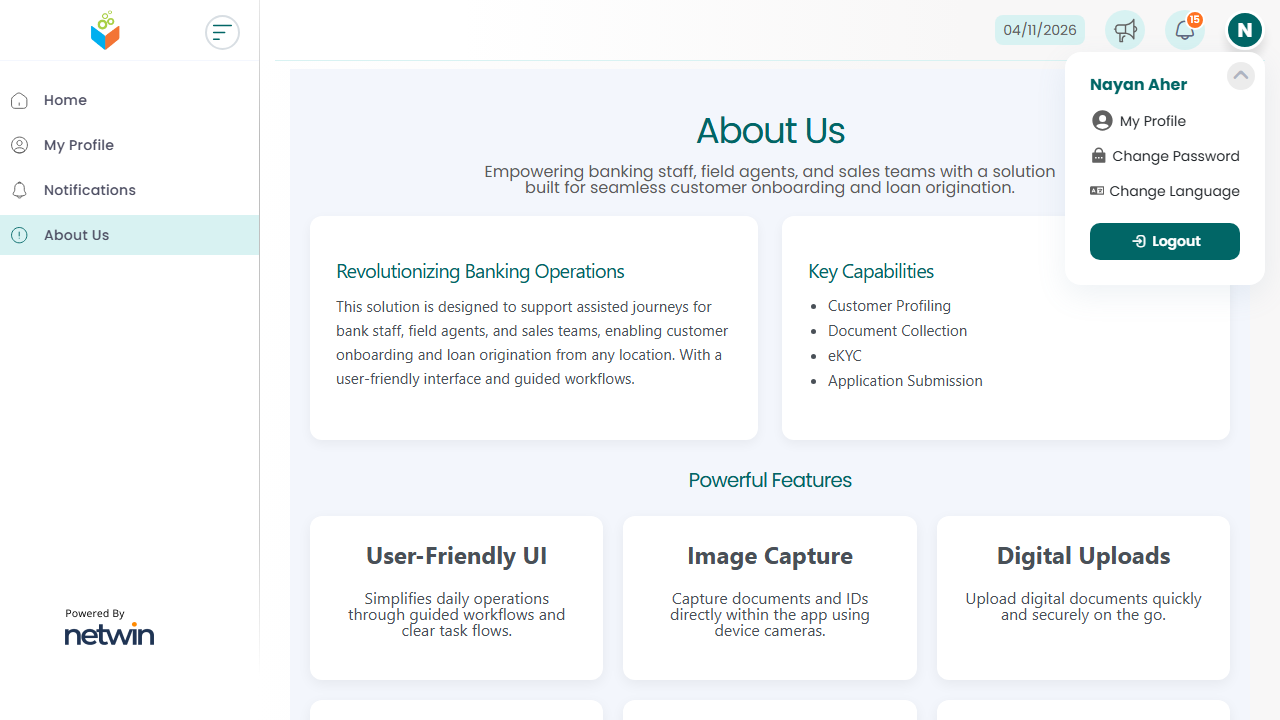 04/11/2026
15
N
Nayan Aher
My Profile
Change Password
Change Language
Logout
Home
My Profile
Notifications
About Us
Powered By
netwin
About Us
Empowering banking staff, field agents, and sales teams with a solution
built for seamless customer onboarding and loan origination.
Revolutionizing Banking Operations
This solution is designed to support assisted journeys for
bank staff, field agents, and sales teams, enabling customer
onboarding and loan origination from any location. With a
user-friendly interface and guided workflows.
Key Capabilities
• Customer Profiling
• Document Collection
• eKYC
• Application Submission
Powerful Features
User-Friendly UI
Simplifies daily operations
through guided workflows and
clear task flows.
Image Capture
Capture documents and IDs
directly within the app using
device cameras.
Digital Uploads
Upload digital documents quickly
and securely on the go.